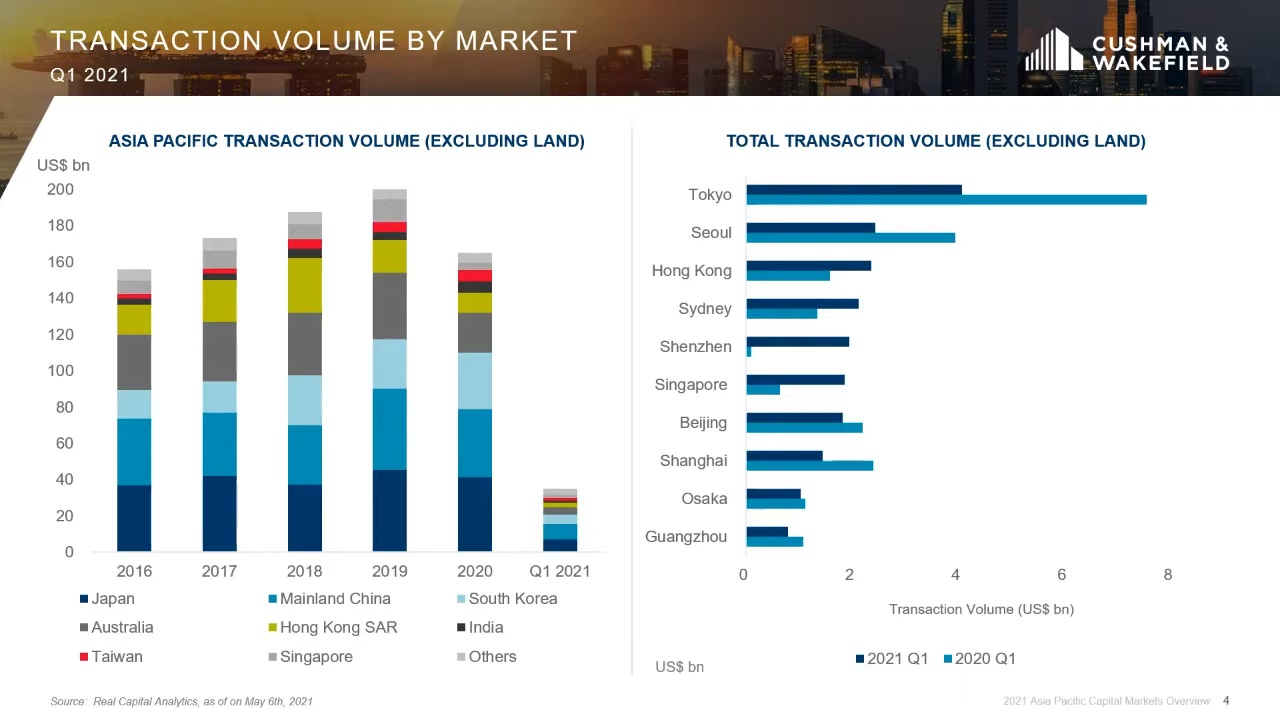 TRANSACTION VOLUME BY MARKET
Q1 2021
CUSHMAN &
WAKEFIELD
ASIA PACIFIC TRANSACTION VOLUME (EXCLUDING LAND)
US$ bn
200
180
160
140
120
100
80
60
40
20
0
2016 2017 2018 2019 2020 Q1 2021
Japan Mainland China South Korea
Australia Hong Kong SAR India
Taiwan Singapore Others
TOTAL TRANSACTION VOLUME (EXCLUDING LAND)
Tokyo
Seoul
Hong Kong
Sydney
Shenzhen
Singapore
Beijing
Shanghai
Osaka
Guangzhou
0 2 4 6 8
Transaction Volume (US$ bn)
US$ bn
2021 Q1 2020 Q1
Source: Real Capital Analytics, as of on May 6th, 2021
2021 Asia Pacific Capital Markets Overview 4